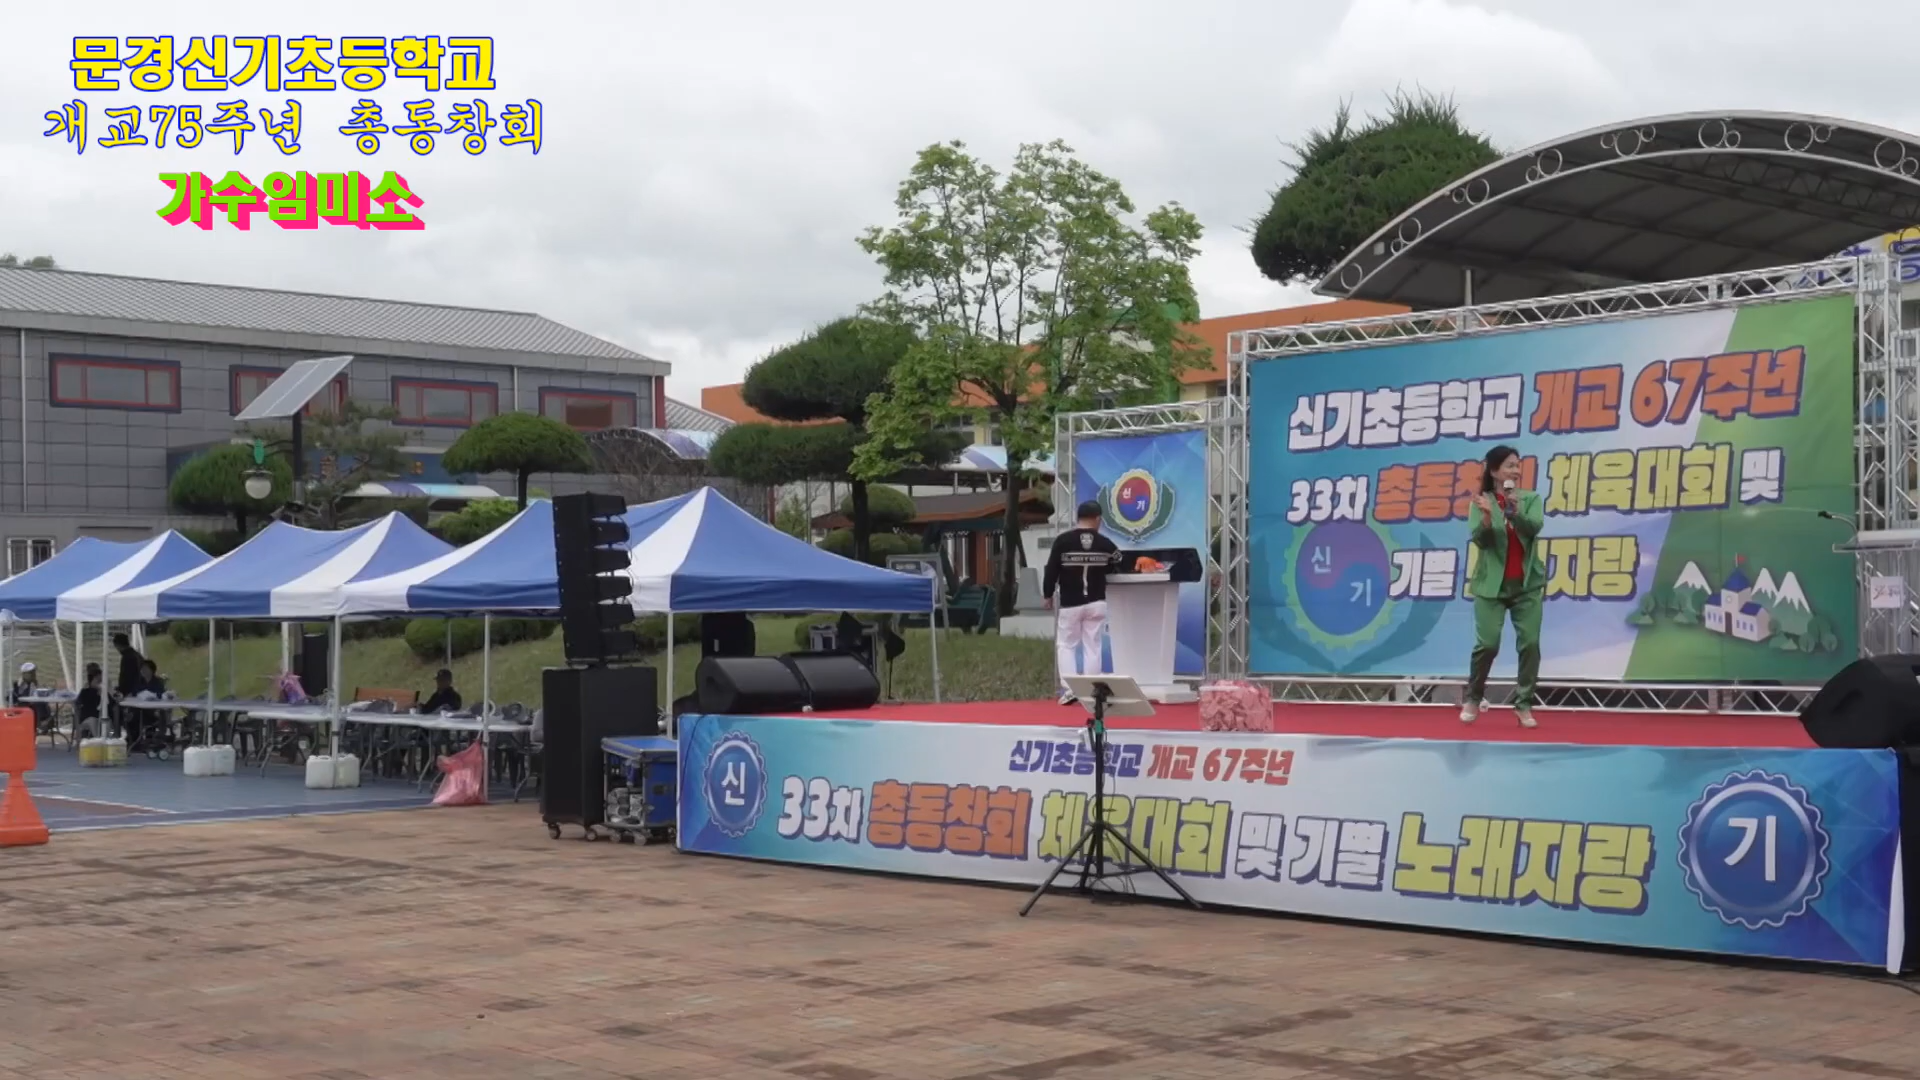 문경신기초등학교
개교75주년 총동창회
가수임미소
신기초등학교 개교 67주년
33차 총동창회 체육대회 및
기별 노래자랑
신
기
신
기
신기초등학교 개교 67주년
33차 총동창회 체육대회 및 기별 노래자랑
신
기